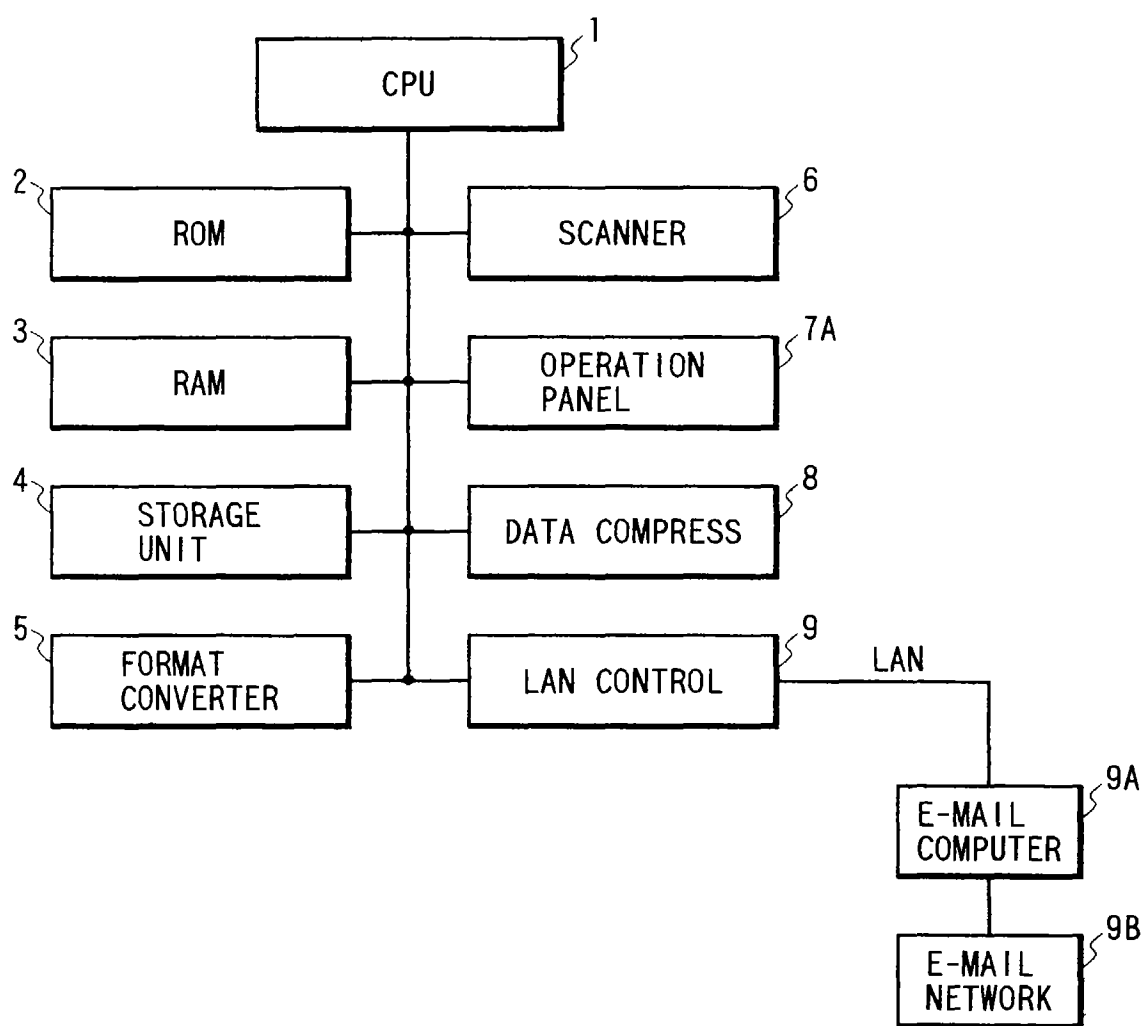 1
CPU
2
ROM
6
SCANNER
3
RAM
7A
OPERATION
PANEL
4
STORAGE
UNIT
8
DATA COMPRESS
5
FORMAT
CONVERTER
9
LAN CONTROL
LAN
9A
E-MAIL
COMPUTER
9B
E-MAIL
NETWORK